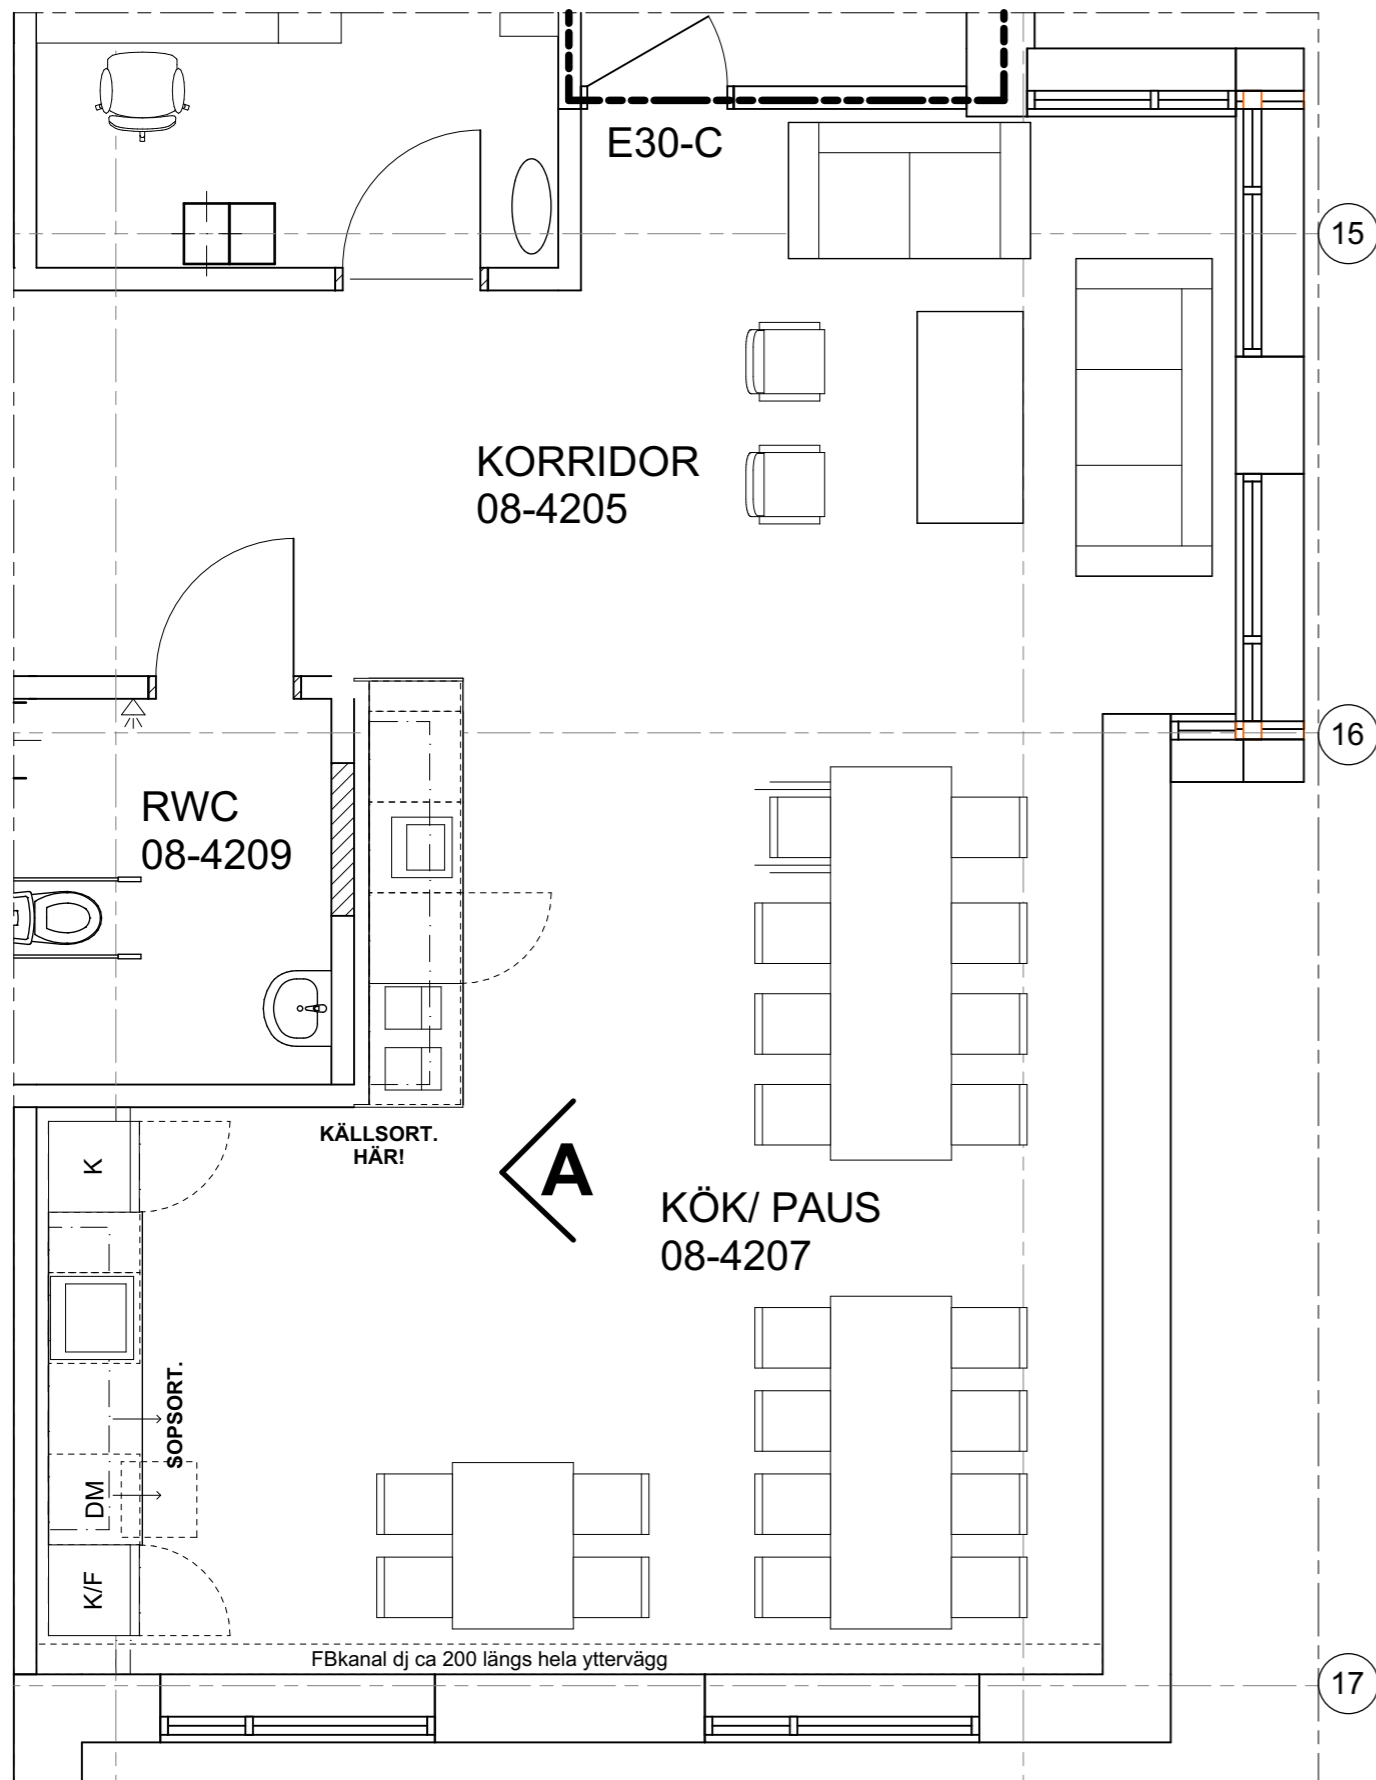 E30-C
15
KORRIDOR
08-4205
16
RWC
08-4209
KÄLLSORT.
HÄR!
K
A
KÖK/ PAUS
08-4207
SOPSORT.
DM
K/F
FBkanal dj ca 200 längs hela yttervägg
17